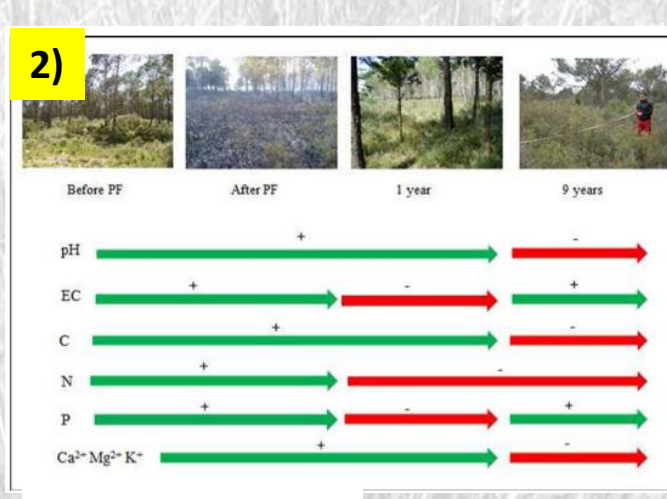 2)
Before PF After PF 1 year 9 years
+ -
pH
+ - +
EC
+ -
C
+ -
N
+ - +
P
+ -
Ca²⁺ Mg²⁺ K⁺